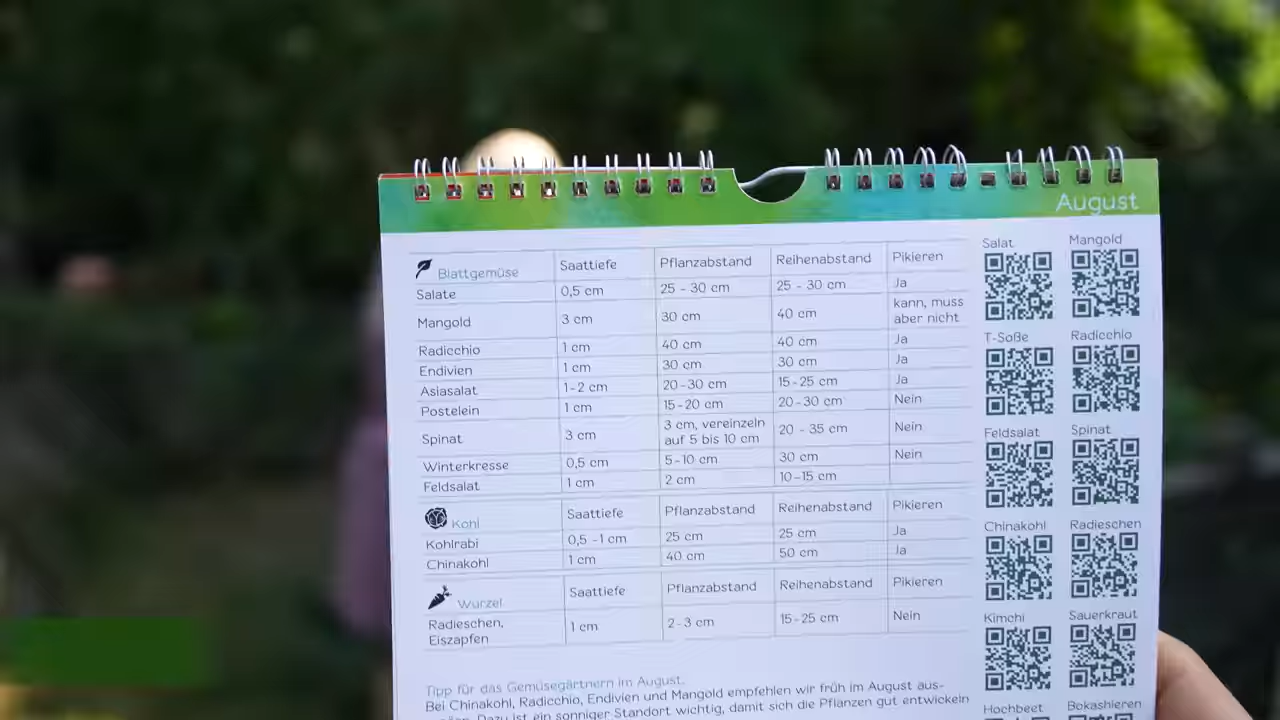 August
Blattgemüse Saattiefe Pflanzabstand Reihenabstand Pikieren
Salate 0,5 cm 25 - 30 cm 25 - 30 cm Ja
Mangold 3 cm 30 cm 40 cm kann, muss
aber nicht
Radicchio 1 cm 40 cm 40 cm Ja
Endivien 1 cm 30 cm 30 cm Ja
Asiasalat 1-2 cm 20-30 cm 15-25 cm Ja
Postelein 1 cm 15-20 cm 20-30 cm Nein
Spinat 3 cm 3 cm, vereinzeln
auf 5 bis 10 cm 20 - 35 cm Nein
Winterkresse 0,5 cm 5-10 cm 30 cm Nein
Feldsalat 1 cm 2 cm 10-15 cm
Kohl Saattiefe Pflanzabstand Reihenabstand Pikieren
Kohlrabi 0,5 -1 cm 25 cm 25 cm Ja
Chinakohl 1 cm 40 cm 50 cm Ja
Wurzel Saattiefe Pflanzabstand Reihenabstand Pikieren
Radieschen,
Eiszapfen 1 cm 2-3 cm 15-25 cm Nein
Tipp für das Gemüsegärtnern im August:
Bei Chinakohl, Radicchio, Endivien und Mangold empfehlen wir früh im August aus-
Dazu ist ein sonniger Standort wichtig, damit sich die Pflanzen gut entwickeln
Salat Mangold
T-Soße Radicchio
Feldsalat Spinat
Chinakohl Radieschen
Kimchi Sauerkraut
Hochbeet Bokashieren